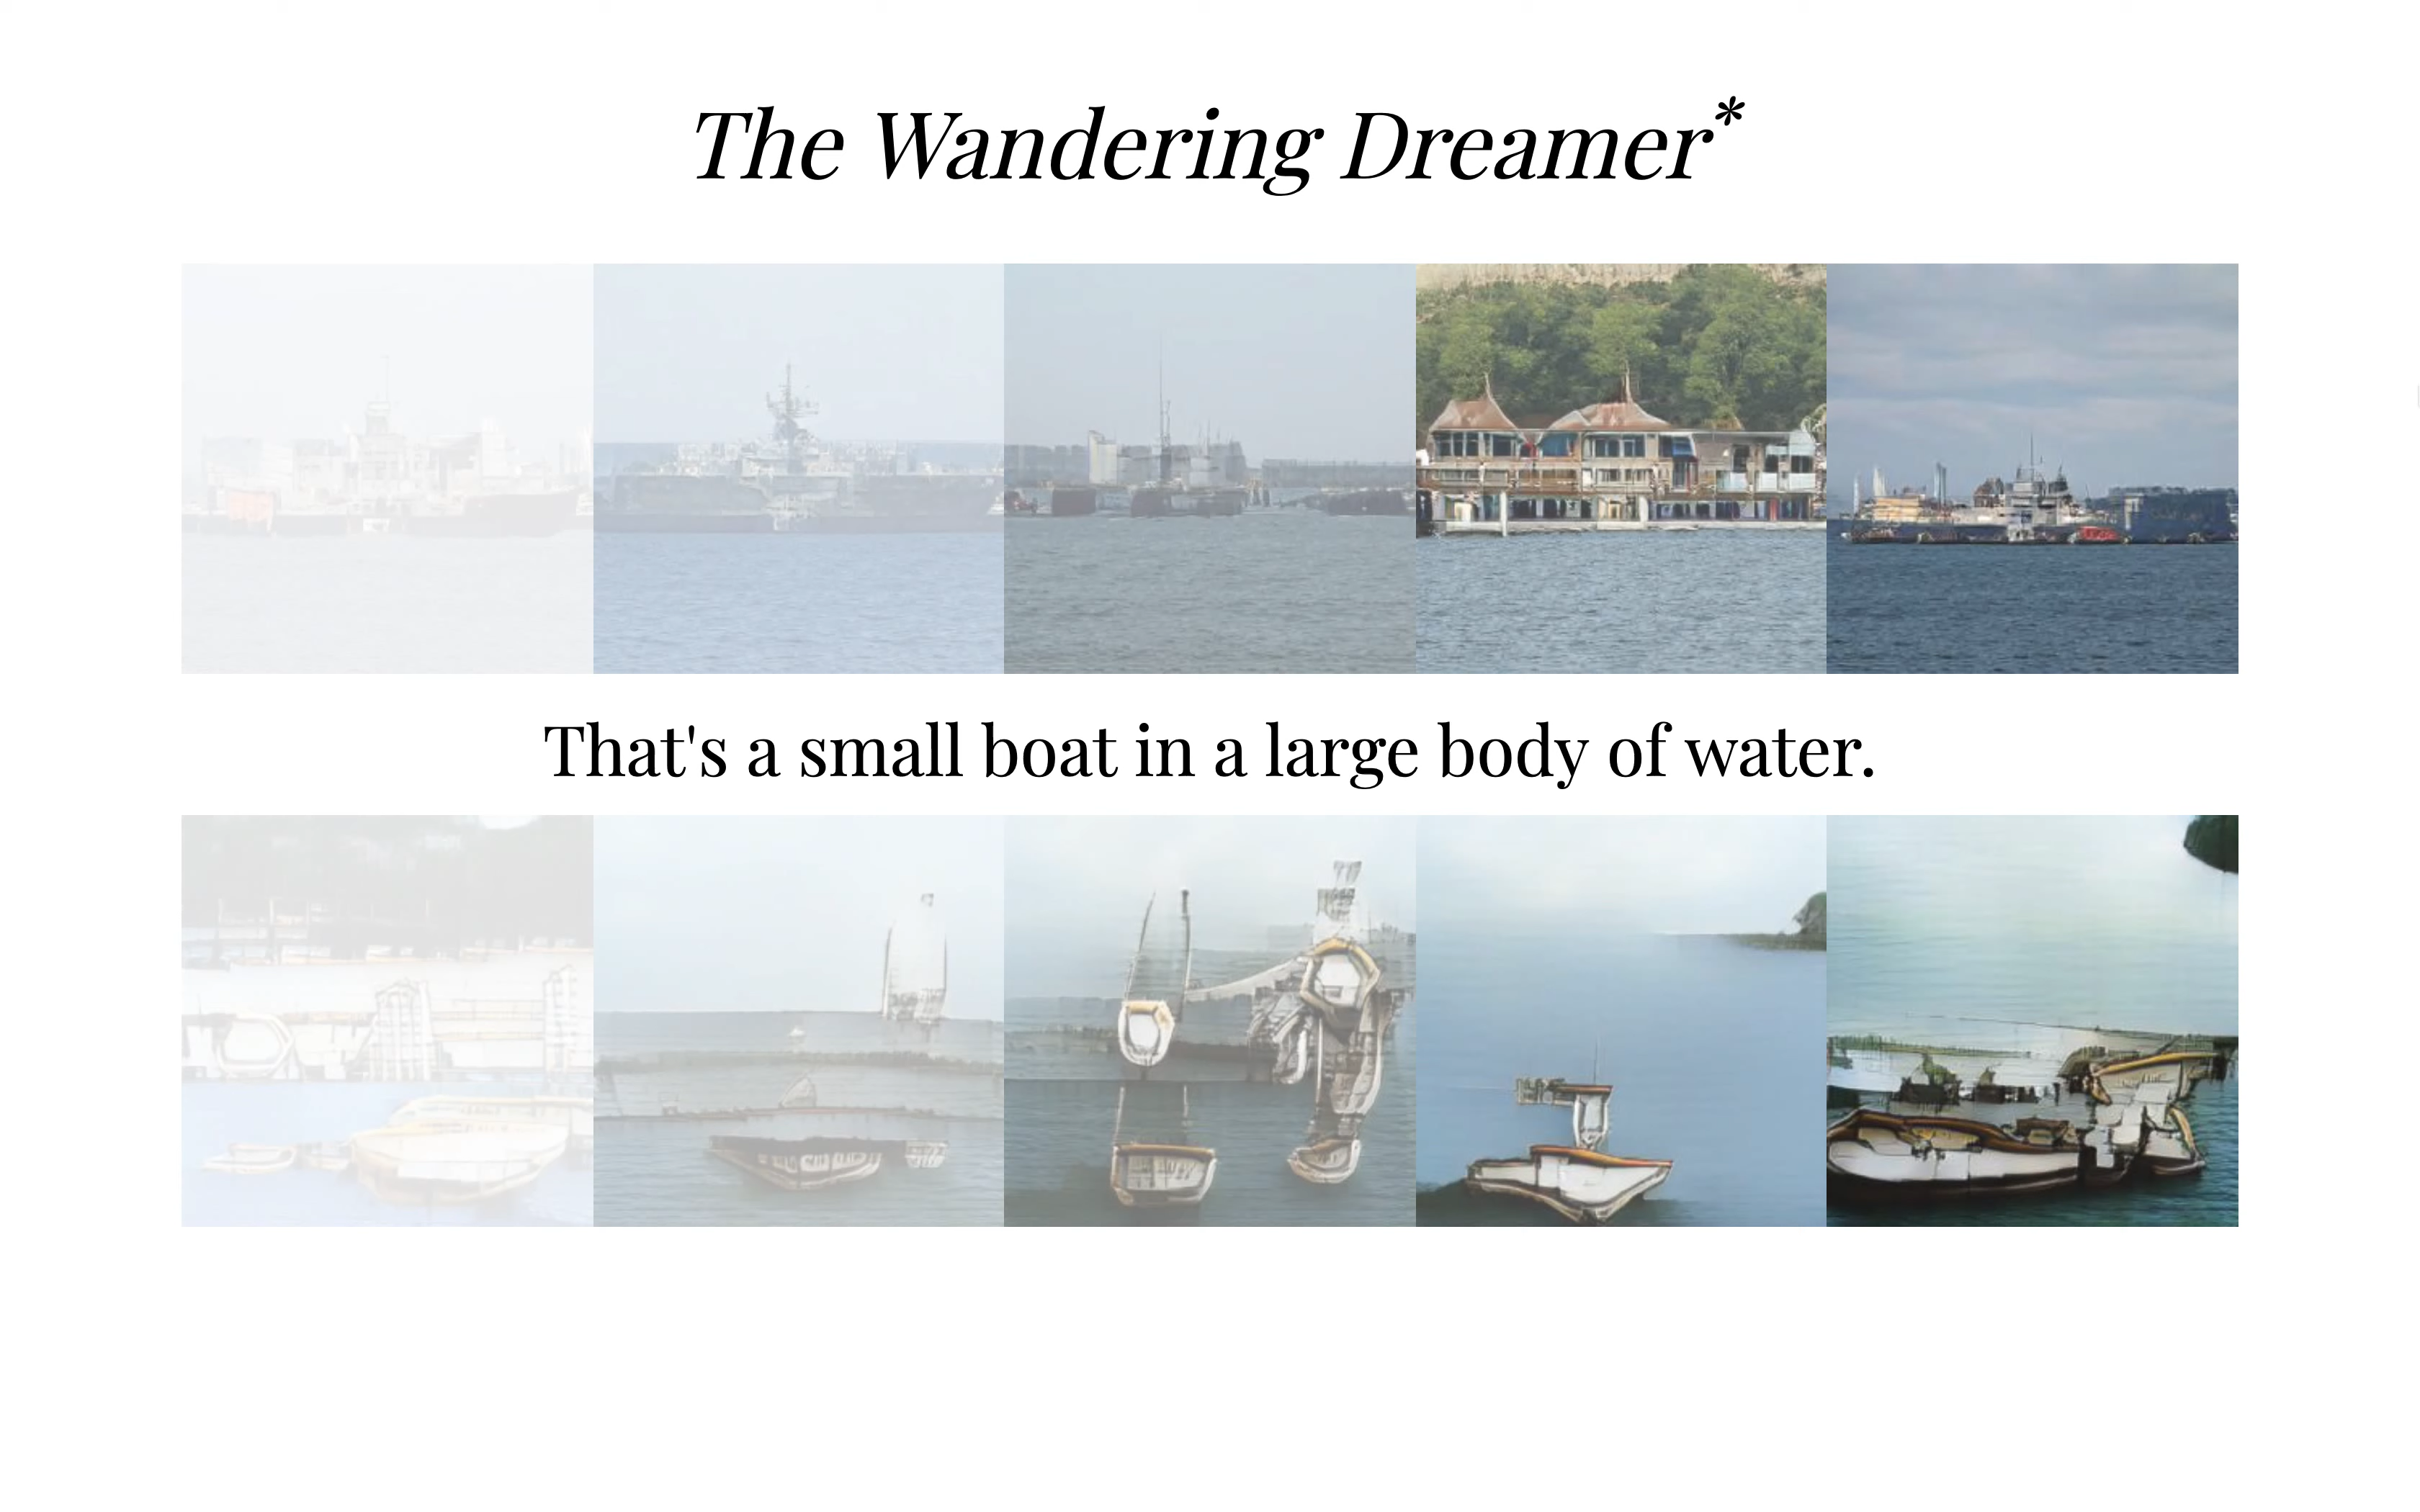 The Wandering Dreamer*
That's a small boat in a large body of water.